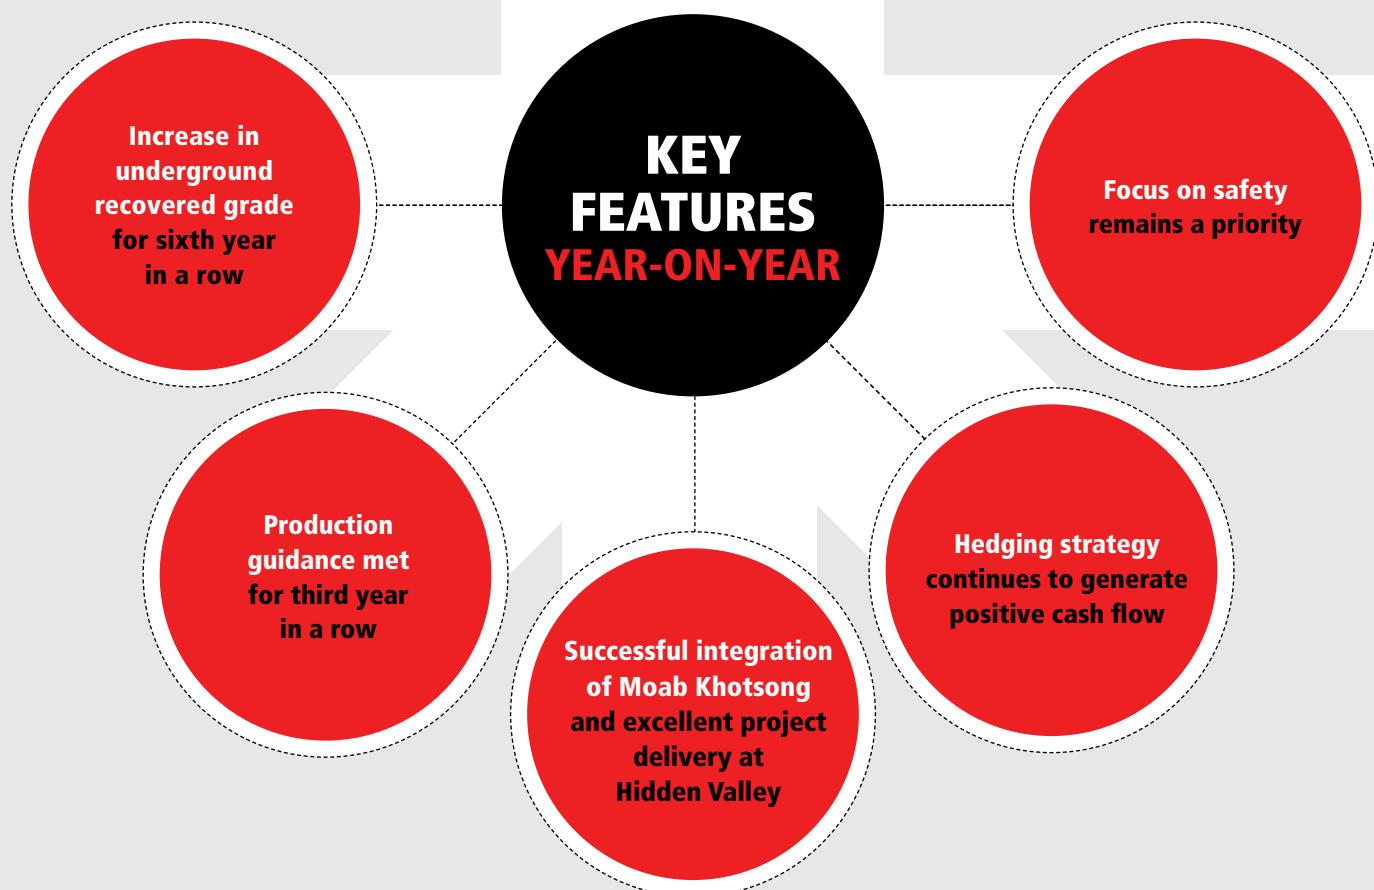 KEY
FEATURES
YEAR-ON-YEAR
Increase in
underground
recovered grade
for sixth year
in a row
Production
guidance met
for third year
in a row
Successful integration
of Moab Khotsong
and excellent project
delivery at
Hidden Valley
Hedging strategy
continues to generate
positive cash flow
Focus on safety
remains a priority